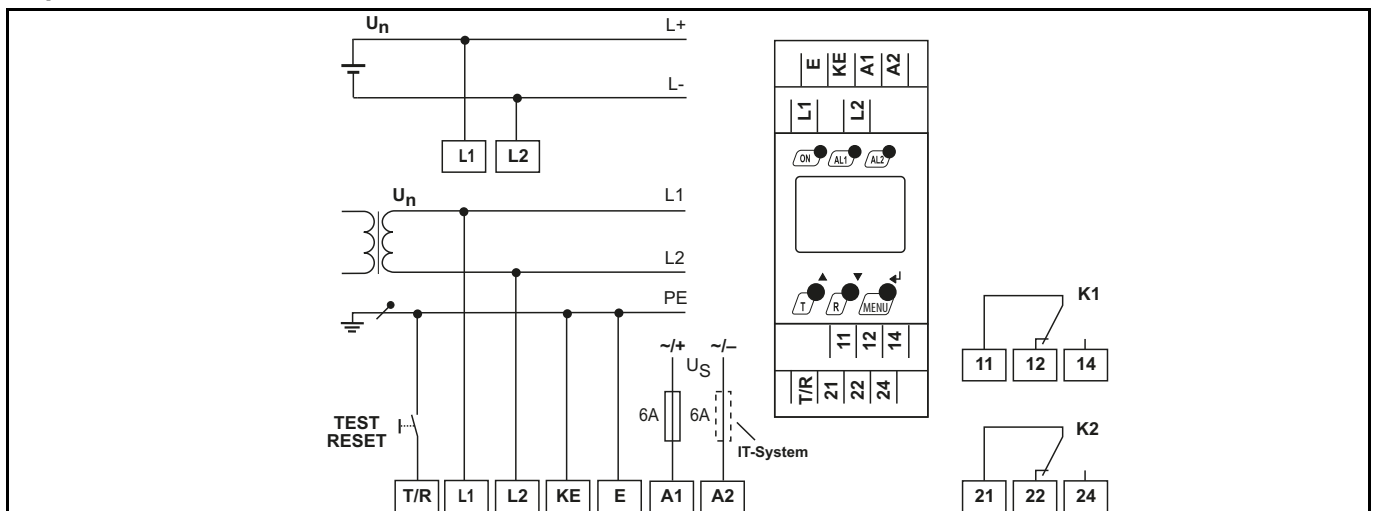 Un
L+
L-
L1 L2
Un
L1
L2
PE
~/+ ~/–
US
6A 6A
IT-System
TEST
RESET
T/R L1 L2 KE E A1 A2
E KE A1 A2
L1 L2
ON AL1 AL2
T R MENU
11 12 14
T/R 21 22 24
K1
11 12 14
K2
21 22 24